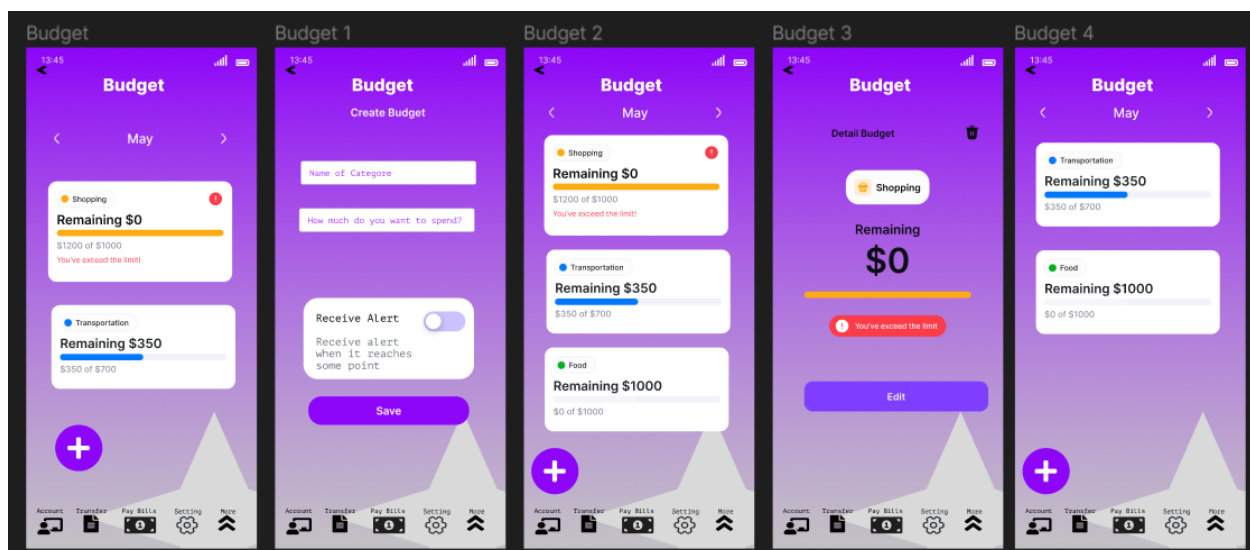 Budget
13:45
Budget
May
Shopping
Remaining $0
$1200 of $1000
You've exceed the limit!
Transportation
Remaining $350
$350 of $700
Account Transfer Pay Bills Setting More
Budget 1
13:45
Budget
Create Budget
Name of Categore
How much do you want to spend?
Receive Alert
Receive alert
when it reaches
some point
Save
Account Transfer Pay Bills Setting More
Budget 2
13:45
Budget
May
Shopping
Remaining $0
$1200 of $1000
You've exceed the limit!
Transportation
Remaining $350
$350 of $700
Food
Remaining $1000
$0 of $1000
Account Transfer Pay Bills Setting More
Budget 3
13:45
Budget
Detail Budget
Shopping
Remaining
$0
You've exceed the limit
Edit
Account Transfer Pay Bills Setting More
Budget 4
13:45
Budget
May
Transportation
Remaining $350
$350 of $700
Food
Remaining $1000
$0 of $1000
Account Transfer Pay Bills Setting More